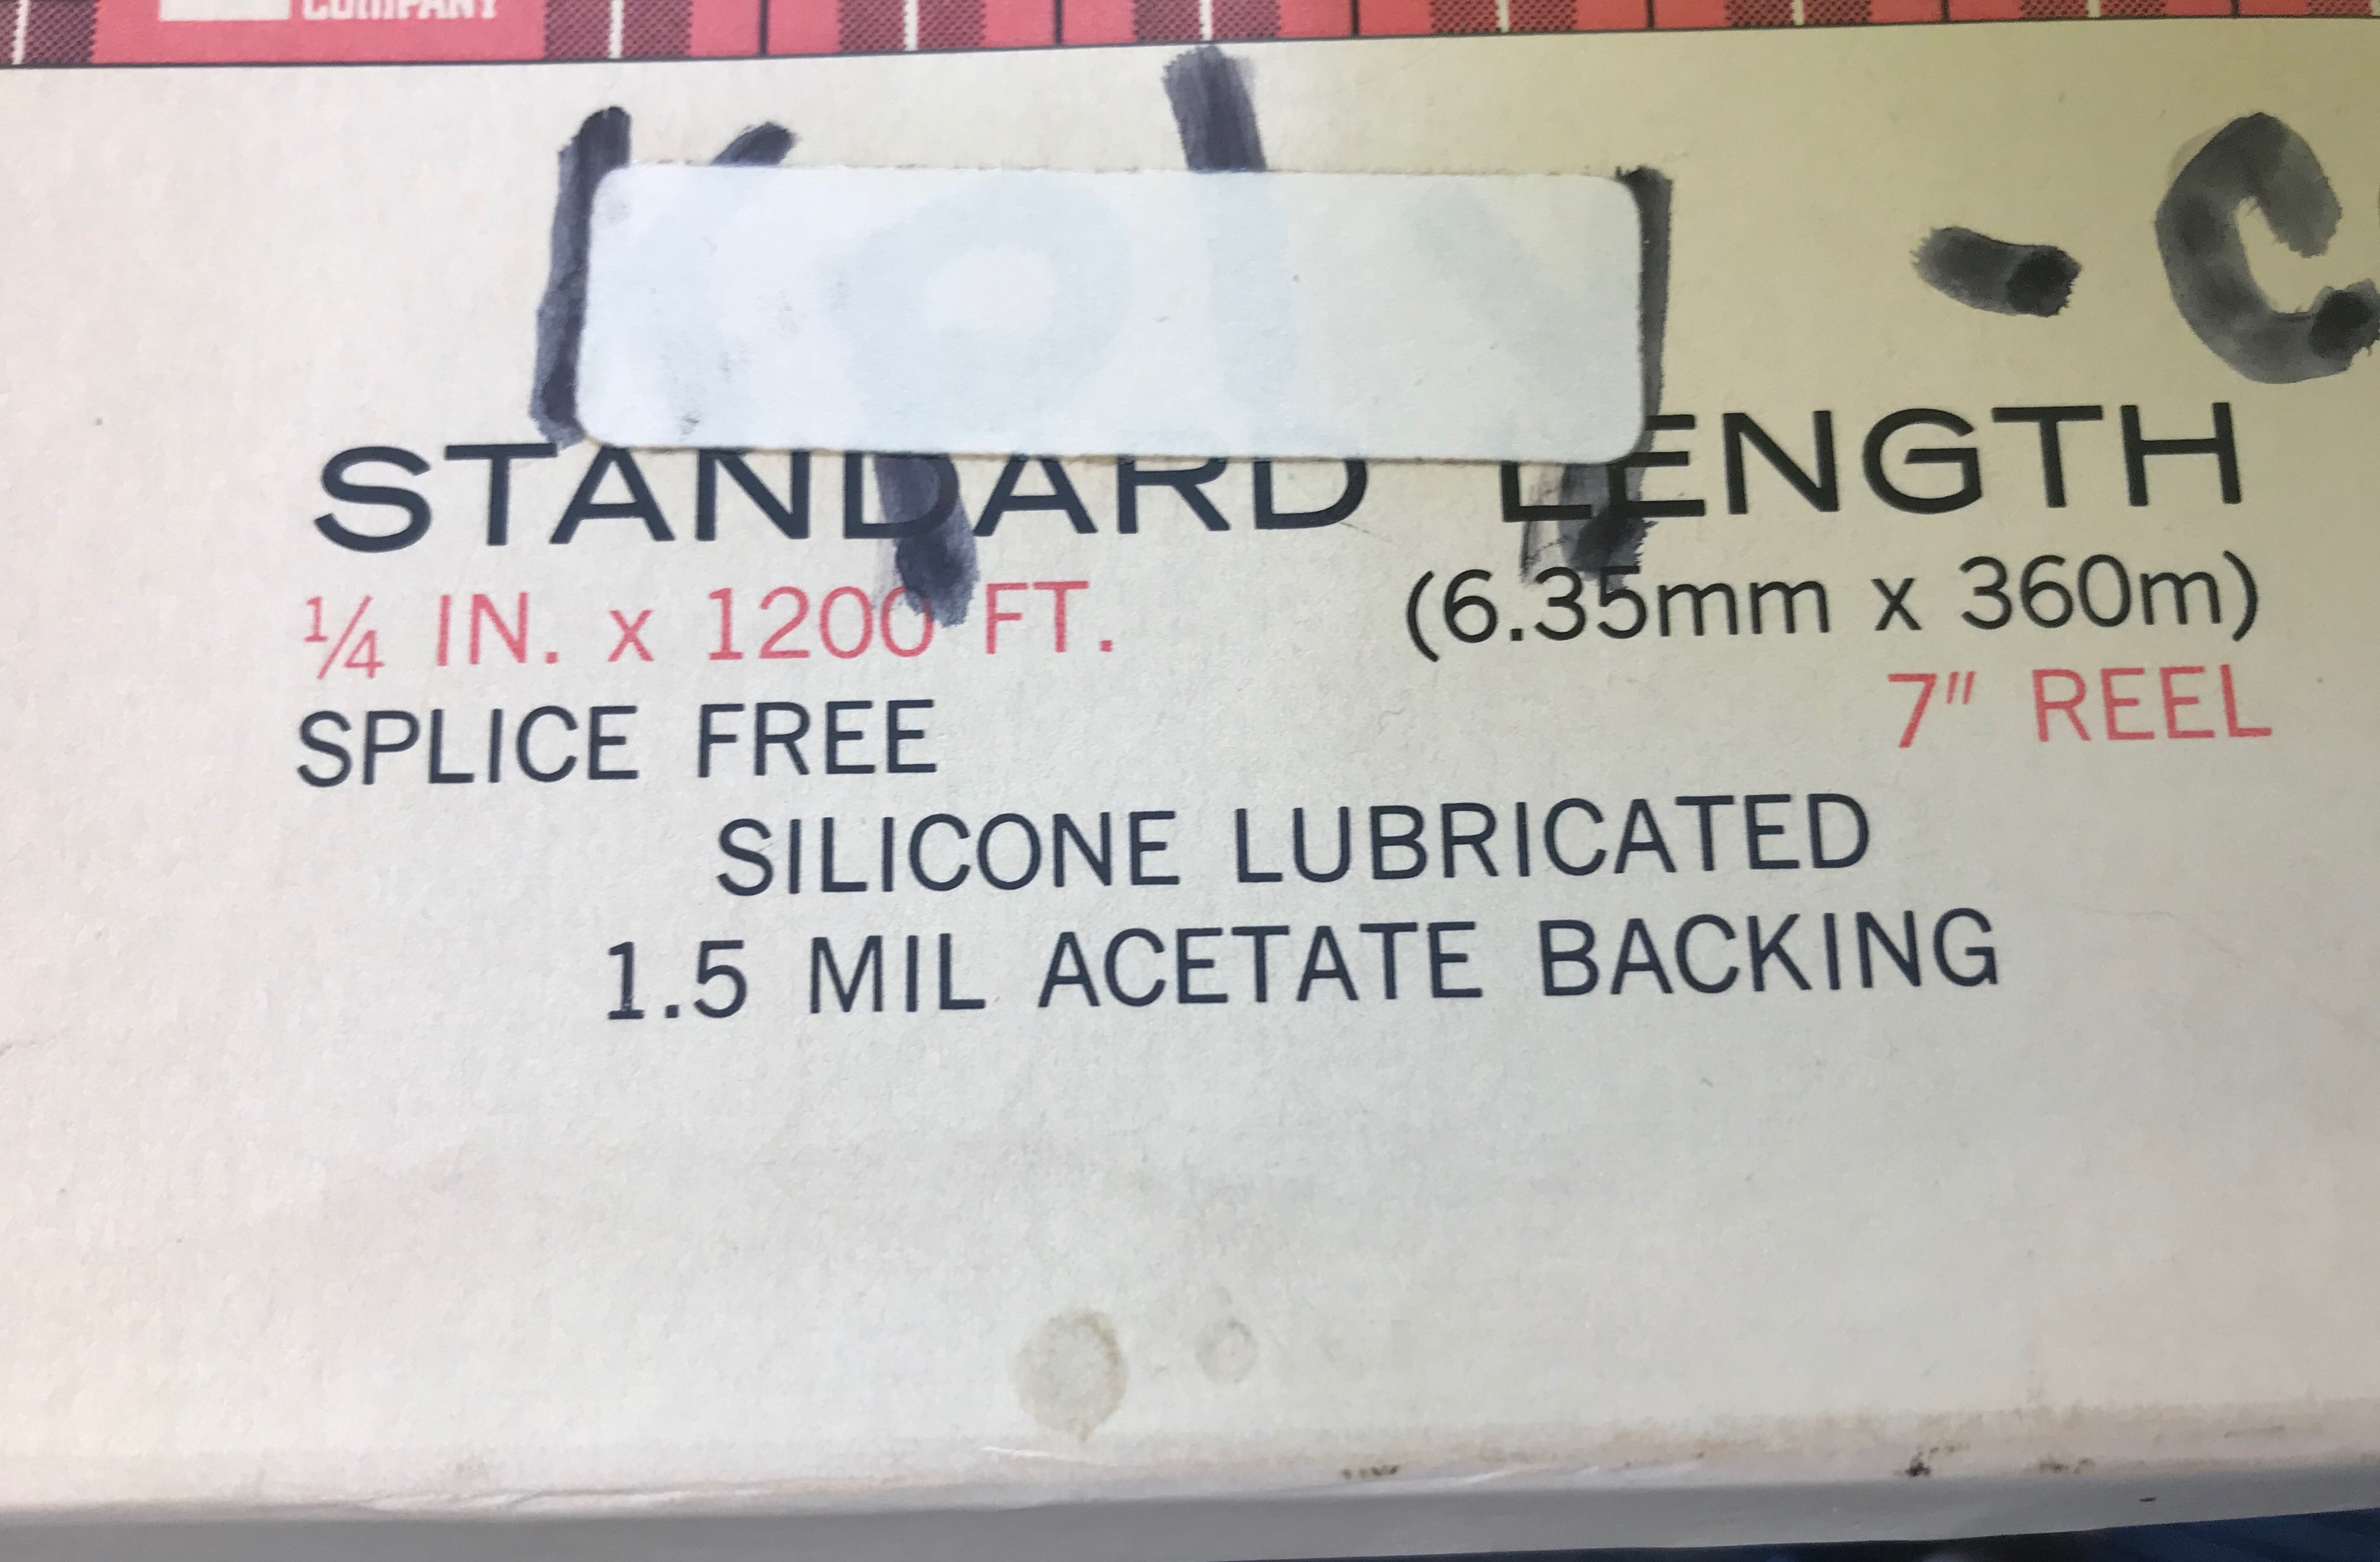 COMPANY
- C
STANDARD LENGTH
¼ IN. x 1200 FT. (6.35mm x 360m)
SPLICE FREE 7" REEL
SILICONE LUBRICATED
1.5 MIL ACETATE BACKING